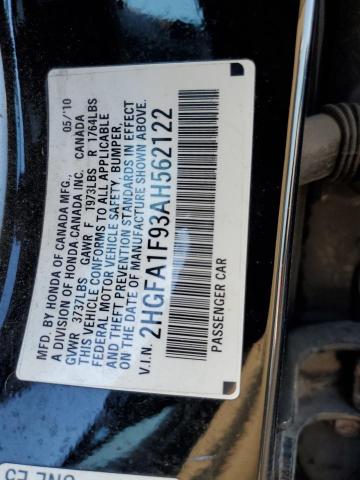 MFD. BY HONDA OF CANADA MFG., 05/10
A DIVISION OF HONDA CANADA INC. CANADA
GVWR 3737LBS GAWR F 1973LBS R 1764LBS
THIS VEHICLE CONFORMS TO ALL APPLICABLE
FEDERAL MOTOR VEHICLE SAFETY, BUMPER,
AND THEFT PREVENTION STANDARDS IN EFFECT
ON THE DATE OF MANUFACTURE SHOWN ABOVE.
V.I.N. 2HGFA1F93AH562122
PASSENGER CAR